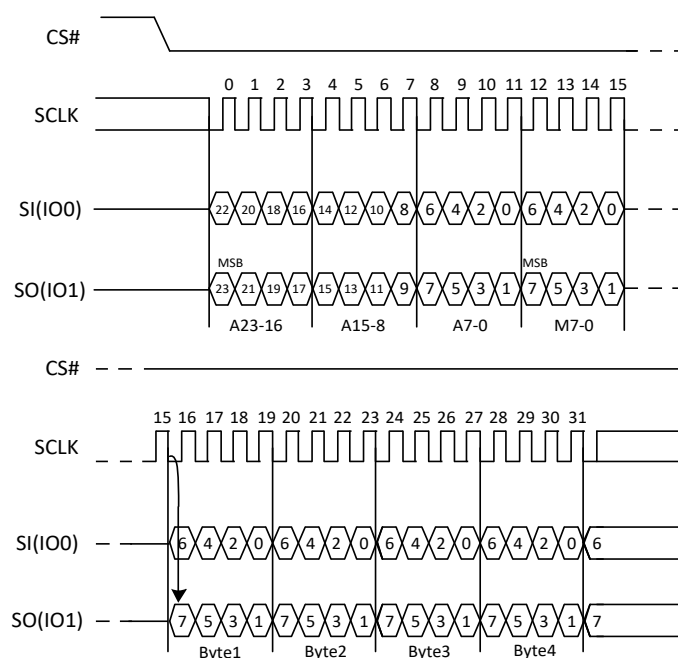 CS#
0 1 2 3 4 5 6 7 8 9 10 11 12 13 14 15
SCLK
SI(IO0) 22 20 18 16 14 12 10 8 6 4 2 0 6 4 2 0
MSB MSB
SO(IO1) 23 21 19 17 15 13 11 9 7 5 3 1 7 5 3 1
A23-16 A15-8 A7-0 M7-0
CS#
15 16 17 18 19 20 21 22 23 24 25 26 27 28 29 30 31
SCLK
SI(IO0) 6 4 2 0 6 4 2 0 6 4 2 0 6 4 2 0 6
SO(IO1) 7 5 3 1 7 5 3 1 7 5 3 1 7 5 3 1 7
Byte1 Byte2 Byte3 Byte4